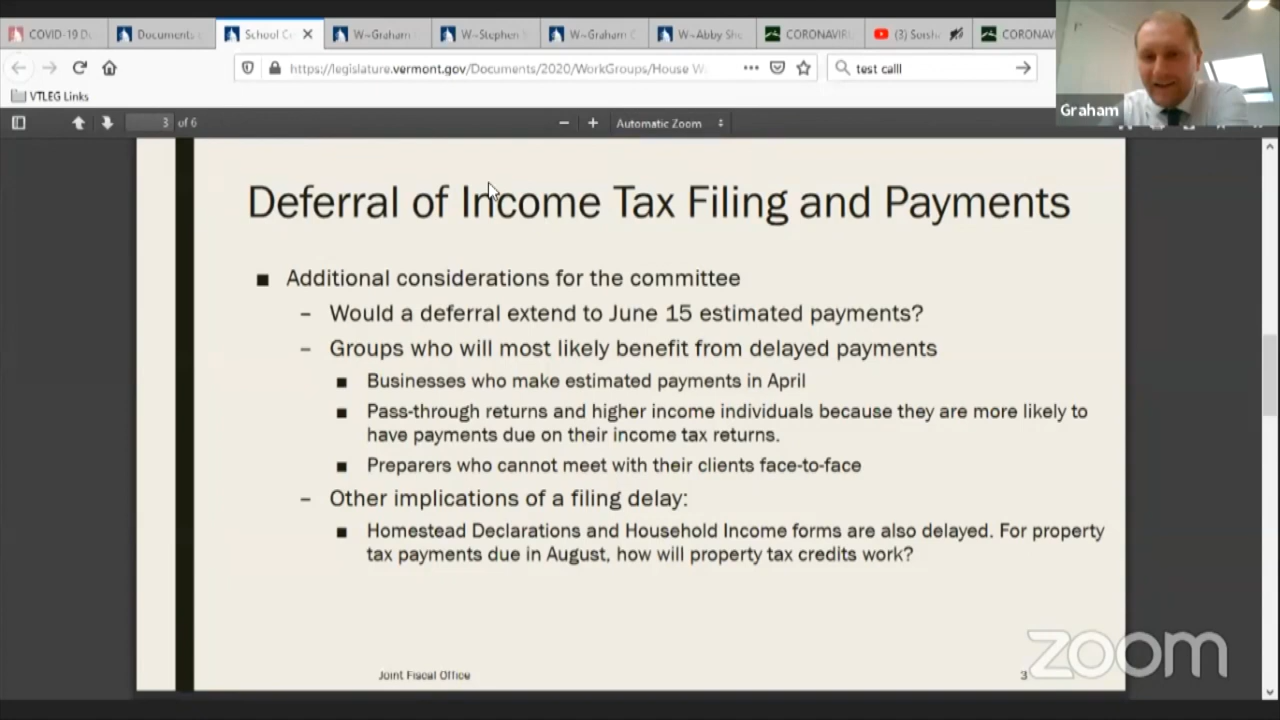 COVID-19 D
Documents
School C
W~Graham
W~Stephen
W~Graham
W~Abby Sh
CORONAVIR
(3) Sorsha
CORONAV
https://legislature.vermont.gov/Documents/2020/WorkGroups/House W
test calll
VTLEG Links
Graham
3 of 6
Automatic Zoom
Deferral of Income Tax Filing and Payments
■ Additional considerations for the committee
– Would a deferral extend to June 15 estimated payments?
– Groups who will most likely benefit from delayed payments
■ Businesses who make estimated payments in April
■ Pass-through returns and higher income individuals because they are more likely to
have payments due on their income tax returns.
■ Preparers who cannot meet with their clients face-to-face
– Other implications of a filing delay:
■ Homestead Declarations and Household Income forms are also delayed. For property
tax payments due in August, how will property tax credits work?
Joint Fiscal Office
3
zoom